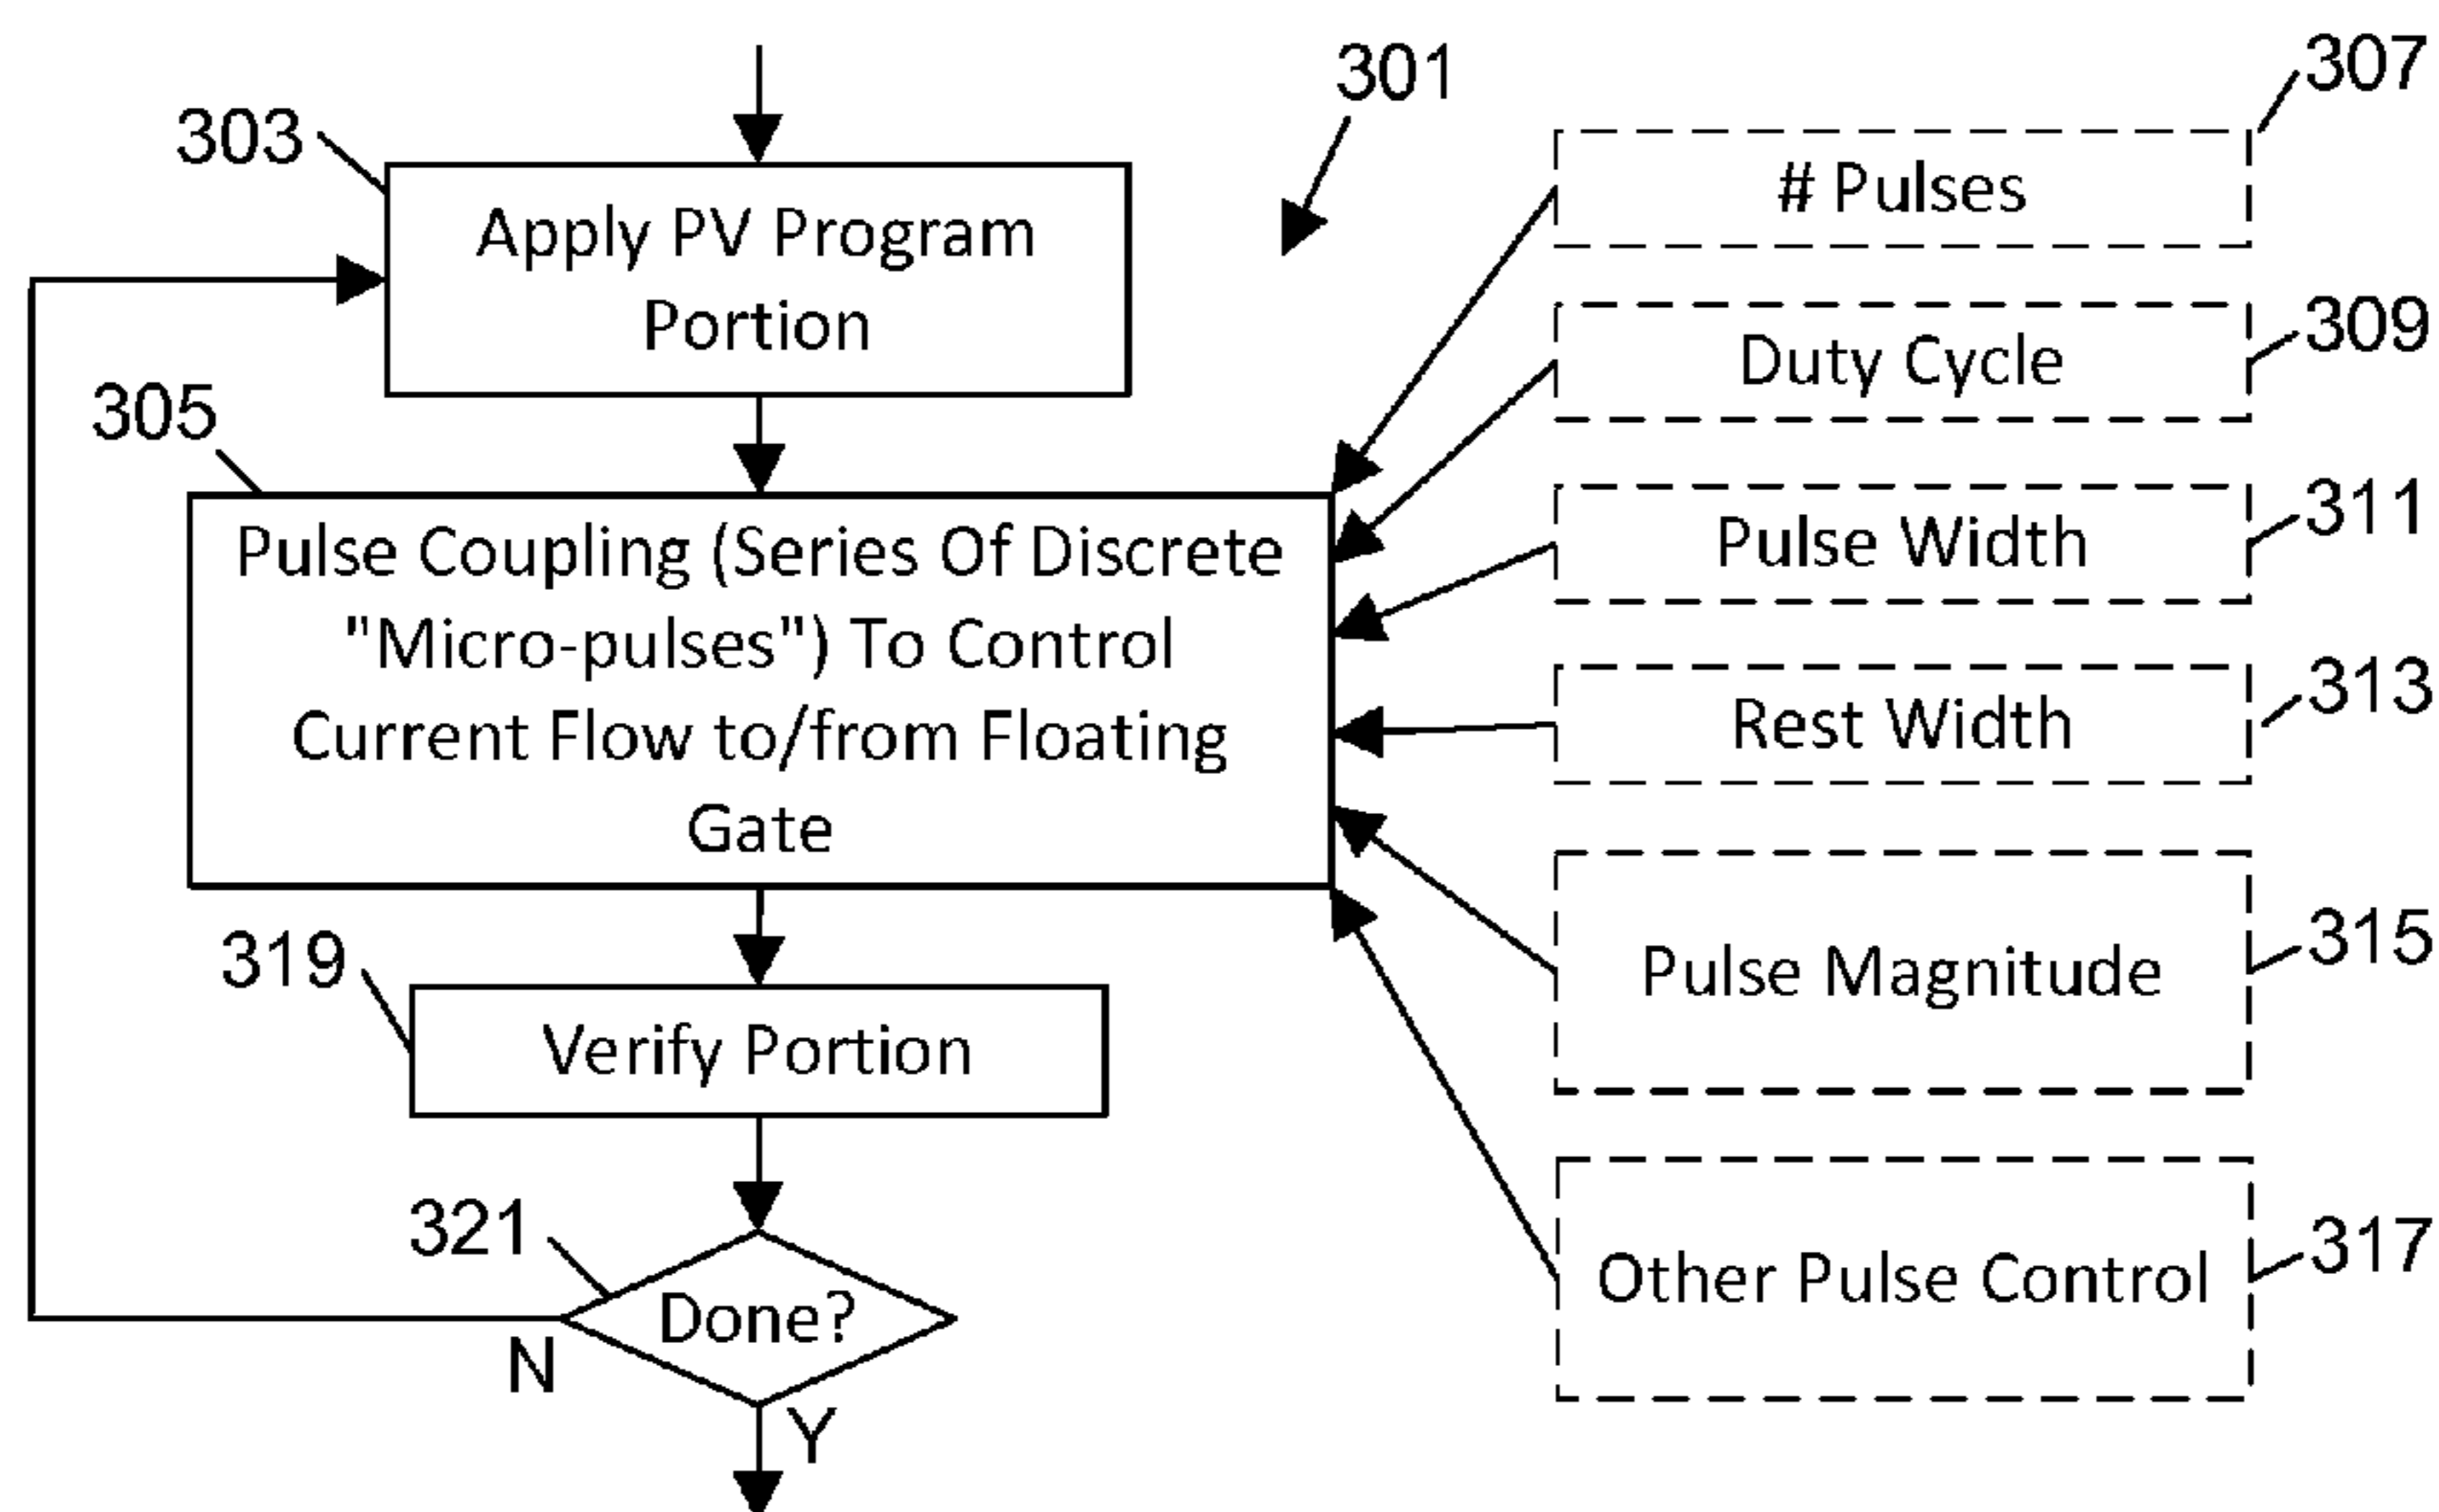 301
303
Apply PV Program
Portion
305
Pulse Coupling (Series Of Discrete
"Micro-pulses") To Control
Current Flow to/from Floating
Gate
307
# Pulses
309
Duty Cycle
311
Pulse Width
313
Rest Width
315
Pulse Magnitude
317
Other Pulse Control
319
Verify Portion
321
Done?
N
Y